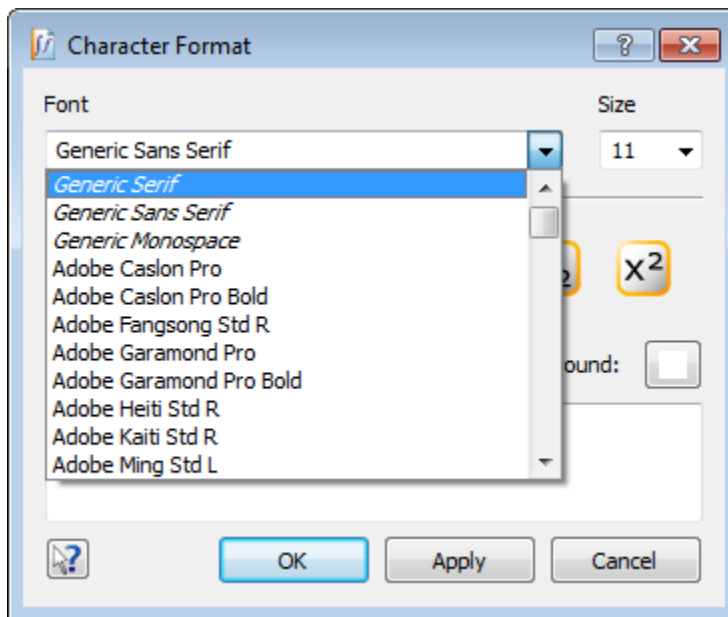 Character Format
Font Size
Generic Sans Serif 11
Generic Serif
Generic Sans Serif
Generic Monospace
Adobe Caslon Pro
x²
Adobe Caslon Pro Bold
Adobe Fangsong Std R
Adobe Garamond Pro
ound:
Adobe Garamond Pro Bold
Adobe Heiti Std R
Adobe Kaiti Std R
Adobe Ming Std L
OK Apply Cancel